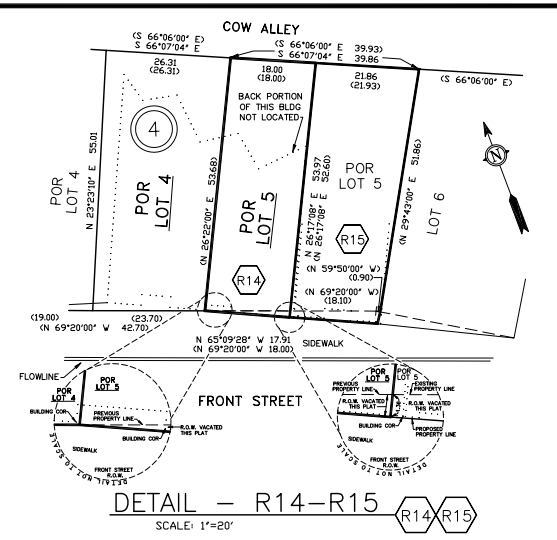 COW ALLEY
(S 66°06'00" E)
S 66°07'04" E
(S 66°06'00" E 39.93)
S 66°07'04" E 39.86
(S 66°06'00" E)
26.31
(26.31)
18.00
(18.00)
21.86
(21.93)
BACK PORTION
OF THIS BLDG
NOT LOCATED
4
POR
LOT 4
N 23°23'10" E 55.01
POR
LOT 4
(N 26°22'00" E 53.68)
POR
LOT 5
N 26°17'08" E 53.97
(N 26°17'08" E 52.60)
POR
LOT 5
(N 29°43'00" E 51.86)
LOT 6
N
R14
R15
(N 59°50'00" W)
(0.90)
(N 69°20'00" W)
(18.10)
(19.00)
(23.70)
(N 69°20'00" W 42.70)
N 65°09'28" W 17.91
(N 69°20'00" W 18.00)
SIDEWALK
FLOWLINE
FRONT STREET
POR
LOT 5
POR
LOT 4
BUILDING COR
PREVIOUS
PROPERTY LINE
R.O.W. VACATED
THIS PLAT
BUILDING COR
SIDEWALK
FRONT STREET
R.O.W.
DETAIL NOT TO SCALE
POR
LOT 5
POR
LOT 5
PREVIOUS
PROPERTY LINE
EXISTING
PROPERTY LINE
R.O.W. VACATED
THIS PLAT
R.O.W. VACATED
THIS PLAT
BUILDING COR
PROPOSED
PROPERTY LINE
SIDEWALK
FRONT STREET
R.O.W.
DETAIL NOT TO SCALE
DETAIL - R14-R15
R14
R15
SCALE: 1"=20'